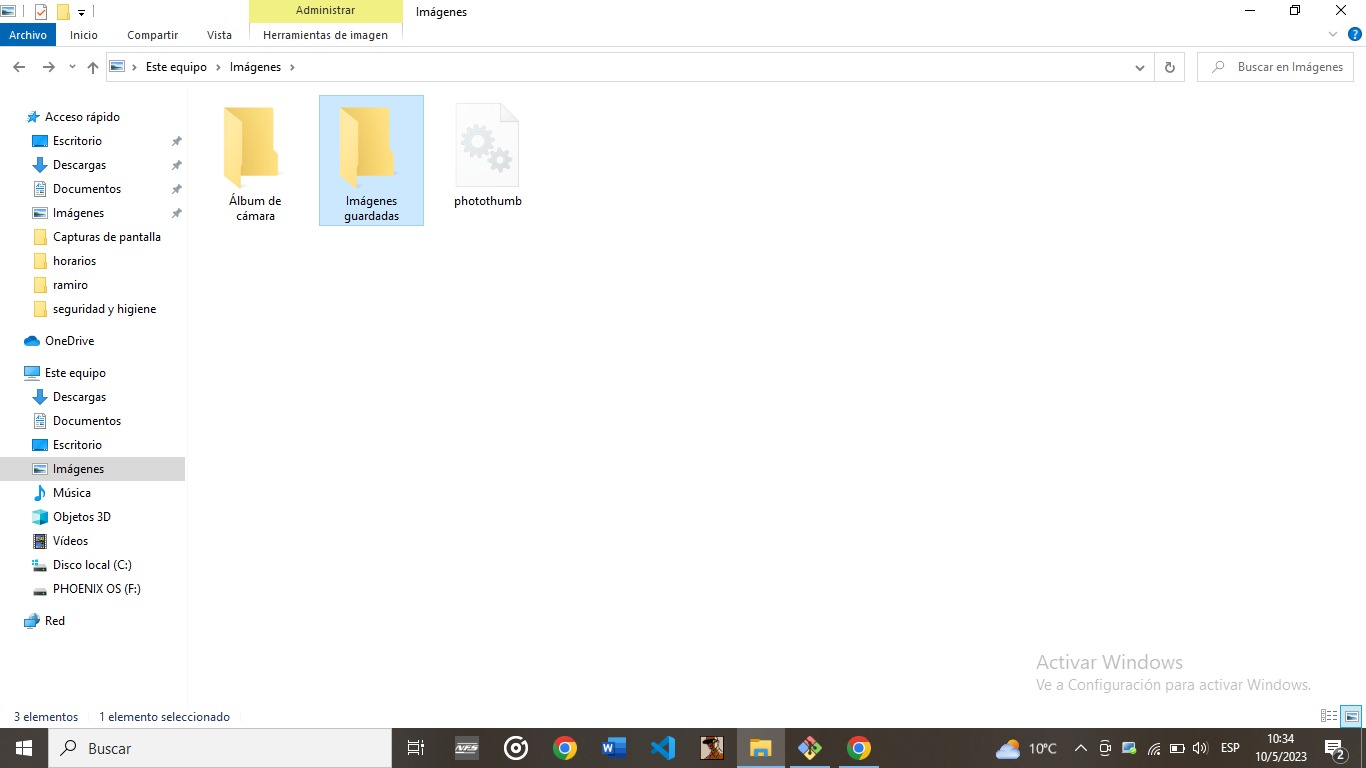 Administrar
Imágenes
Archivo
Inicio
Compartir
Vista
Herramientas de imagen
Este equipo
Imágenes
Buscar en Imágenes
Acceso rápido
Escritorio
Descargas
Documentos
Imágenes
Capturas de pantalla
horarios
ramiro
seguridad y higiene
OneDrive
Este equipo
Descargas
Documentos
Escritorio
Imágenes
Música
Objetos 3D
Vídeos
Disco local (C:)
PHOENIX OS (F:)
Red
Álbum de
cámara
Imágenes
guardadas
photothumb
Activar Windows
Ve a Configuración para activar Windows.
3 elementos
1 elemento seleccionado
Buscar
NFS
10°C
ESP
10:34
10/5/2023
2